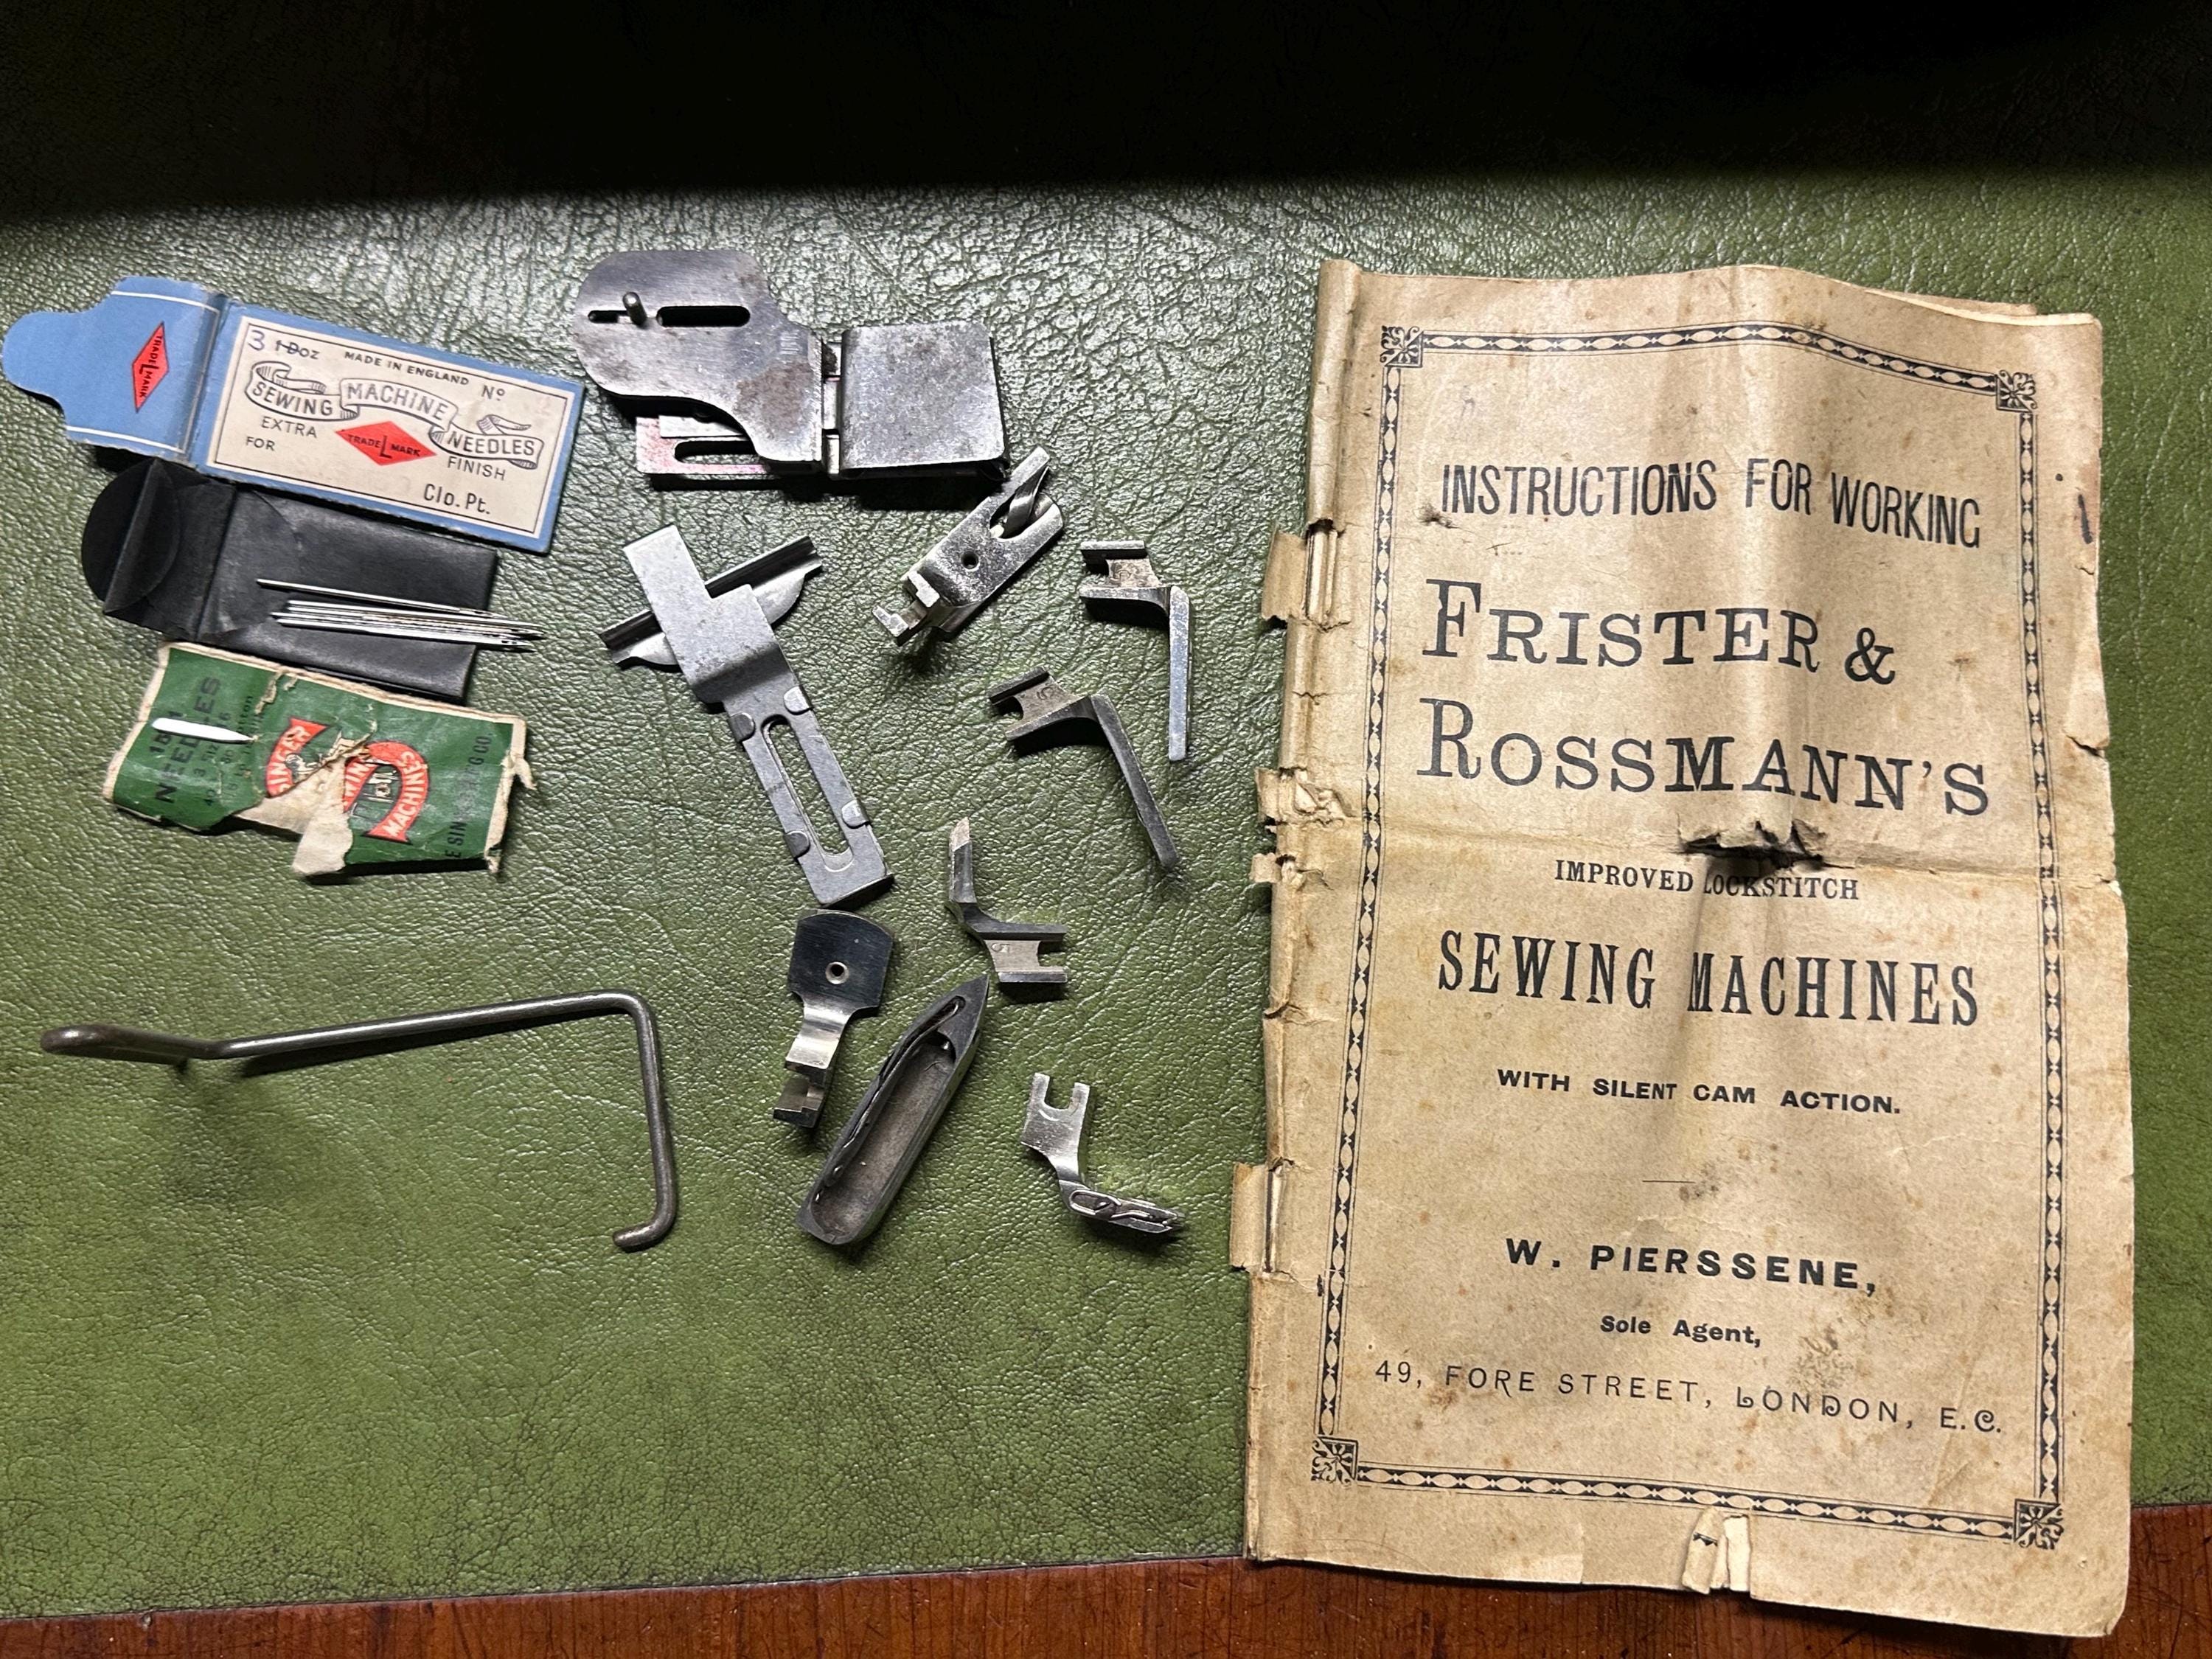 3 1 Doz MADE IN ENGLAND Nº
SEWING MACHINE NEEDLES
EXTRA TRADE L MARK FINISH
FOR
Clo. Pt.
TRADE L MARK
NEEDLES
SINGER
MACHINES
INSTRUCTIONS FOR WORKING
FRISTER &
ROSSMANN'S
IMPROVED LOCKSTITCH
SEWING MACHINES
WITH SILENT CAM ACTION.
W. PIERSSENE,
Sole Agent,
49, FORE STREET, LONDON, E.C.